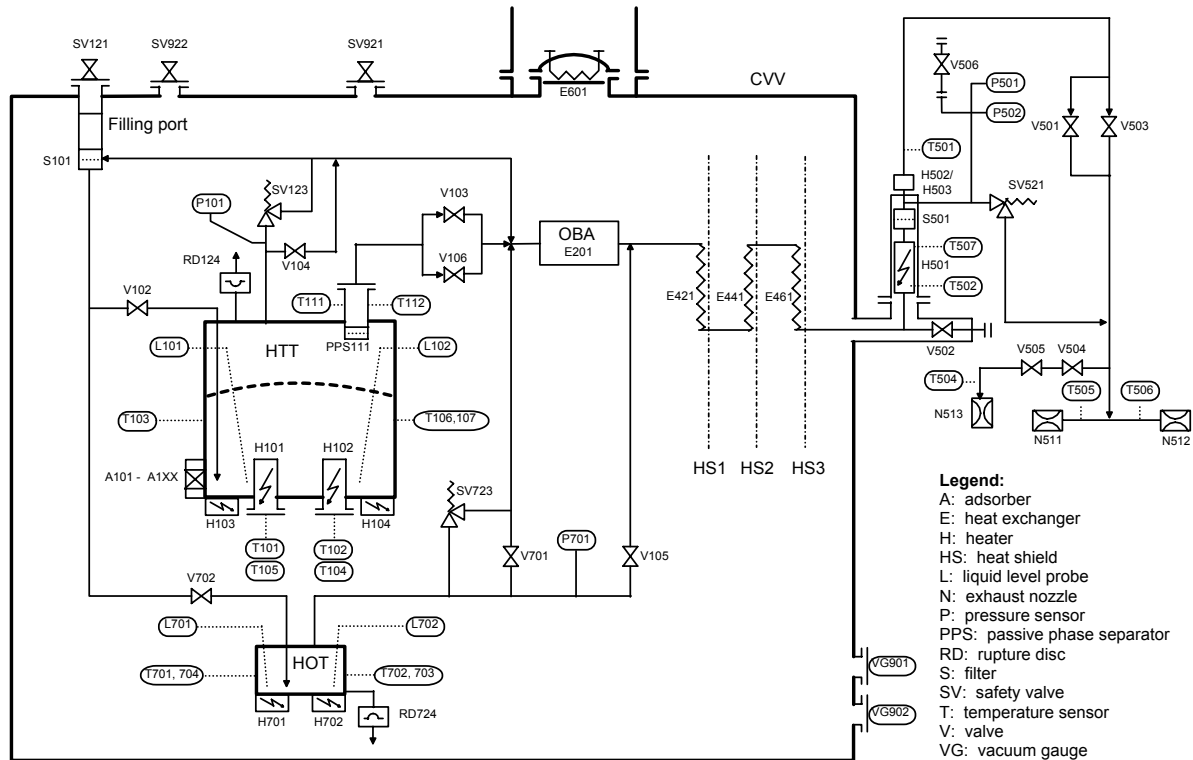 SV121
SV922
SV921
E601
CVV
V506
P501
P502
V501
V503
Filling port
S101
T501
H502/
H503
SV521
S501
T507
H501
T502
SV123
P101
V103
OBA
E201
V104
V106
RD124
V102
T111
T112
PPS111
E421
E441
E461
V502
L101
HTT
L102
V505
V504
T504
T505
T506
N513
N511
N512
T103
T106,107
HS1
HS2
HS3
H101
H102
A101 - A1XX
H103
H104
SV723
T101
T102
T105
T104
P701
V701
V105
V702
L701
L702
HOT
T701, 704
T702, 703
H701
H702
RD724
VG901
VG902
Legend:
A: adsorber
E: heat exchanger
H: heater
HS: heat shield
L: liquid level probe
N: exhaust nozzle
P: pressure sensor
PPS: passive phase separator
RD: rupture disc
S: filter
SV: safety valve
T: temperature sensor
V: valve
VG: vacuum gauge